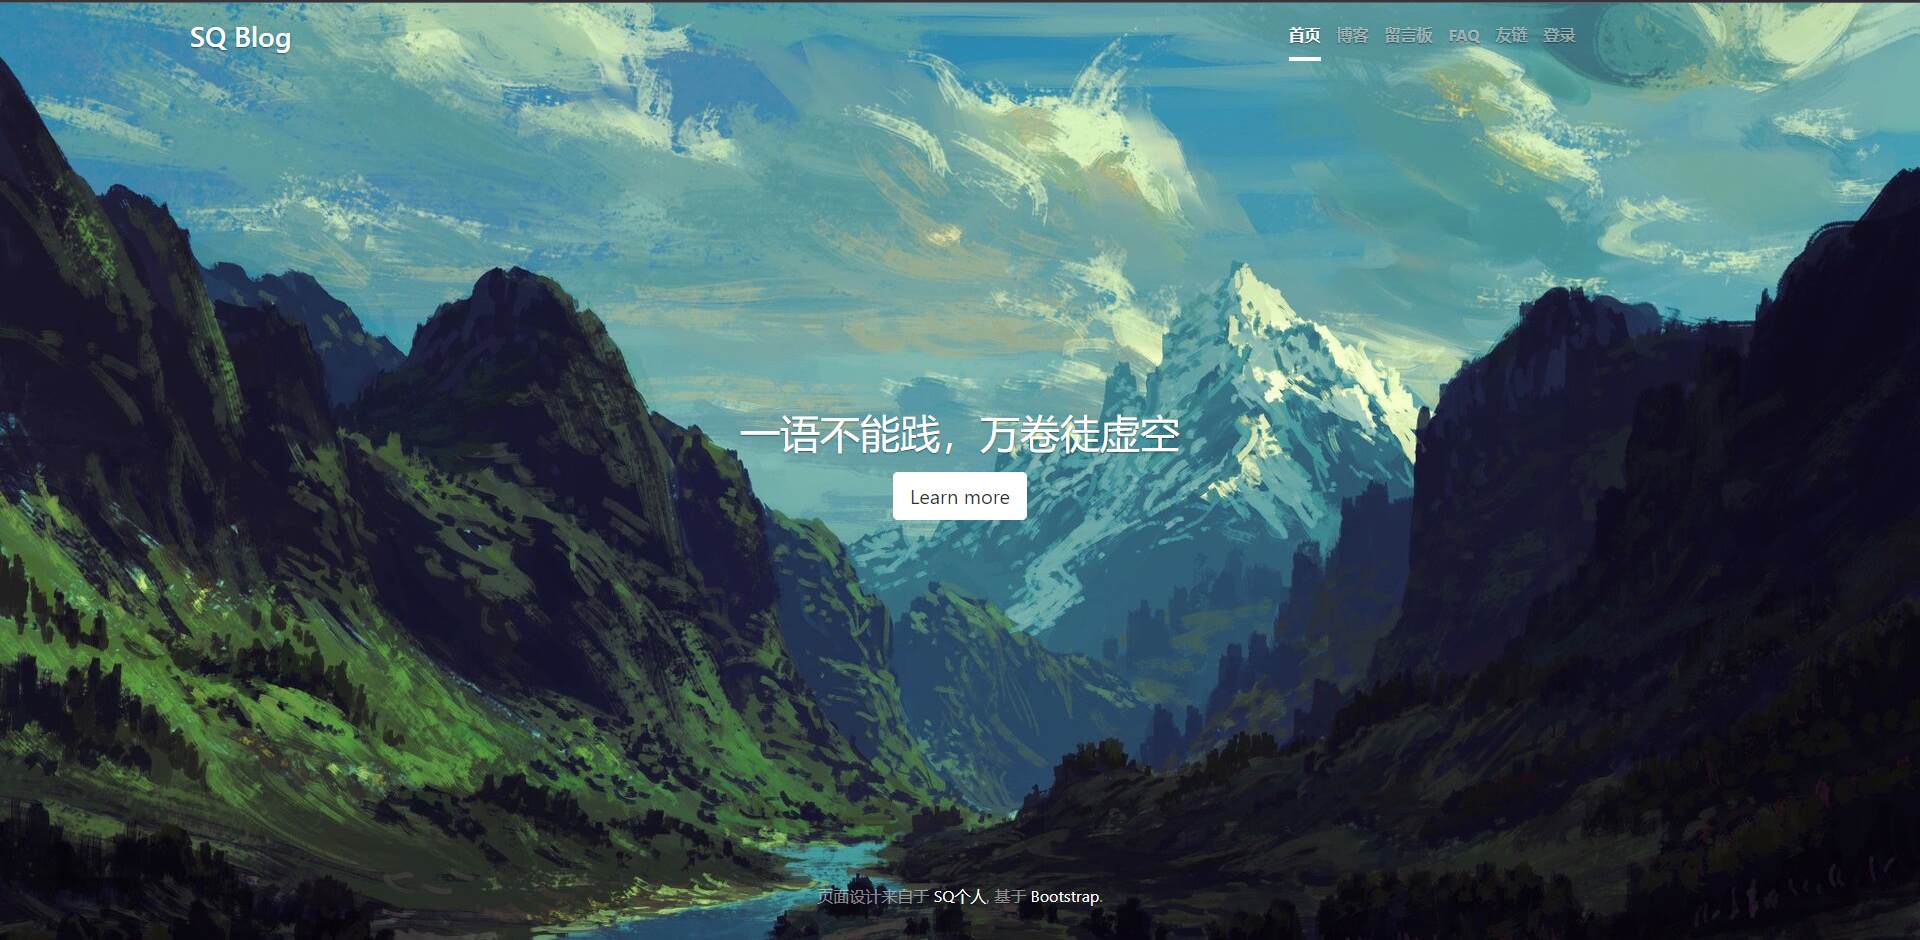 SQ Blog
首页 博客 留言板 FAQ 友链 登录
一语不能践，万卷徒虚空
Learn more
页面设计来自于 SQ个人, 基于 Bootstrap.